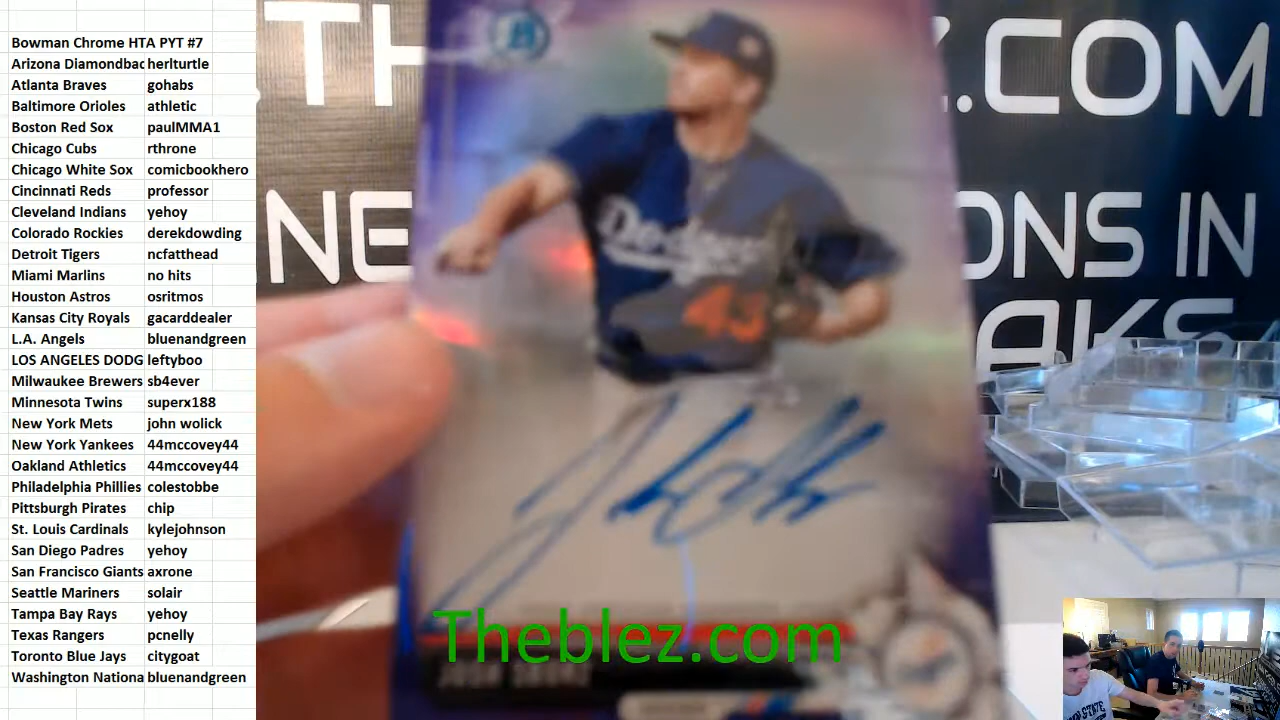 Bowman Chrome HTA PYT #7
Arizona Diamondbac herlturtle
Atlanta Braves gohabs
Baltimore Orioles athletic
Boston Red Sox paulMMA1
Chicago Cubs rthrone
Chicago White Sox comicbookhero
Cincinnati Reds professor
Cleveland Indians yehoy
Colorado Rockies derekdowding
Detroit Tigers ncfatthead
Miami Marlins no hits
Houston Astros osritmos
Kansas City Royals gacarddealer
L.A. Angels bluenandgreen
LOS ANGELES DODG leftyboo
Milwaukee Brewers sb4ever
Minnesota Twins superx188
New York Mets john wolick
New York Yankees 44mccovey44
Oakland Athletics 44mccovey44
Philadelphia Phillies colestobbe
Pittsburgh Pirates chip
St. Louis Cardinals kylejohnson
San Diego Padres yehoy
San Francisco Giants axrone
Seattle Mariners solair
Tampa Bay Rays yehoy
Texas Rangers pcnelly
Toronto Blue Jays citygoat
Washington Nationa bluenandgreen
TH Z.COM
NE ONS IN
AKS
B
Dodgers
43
Theblez.com